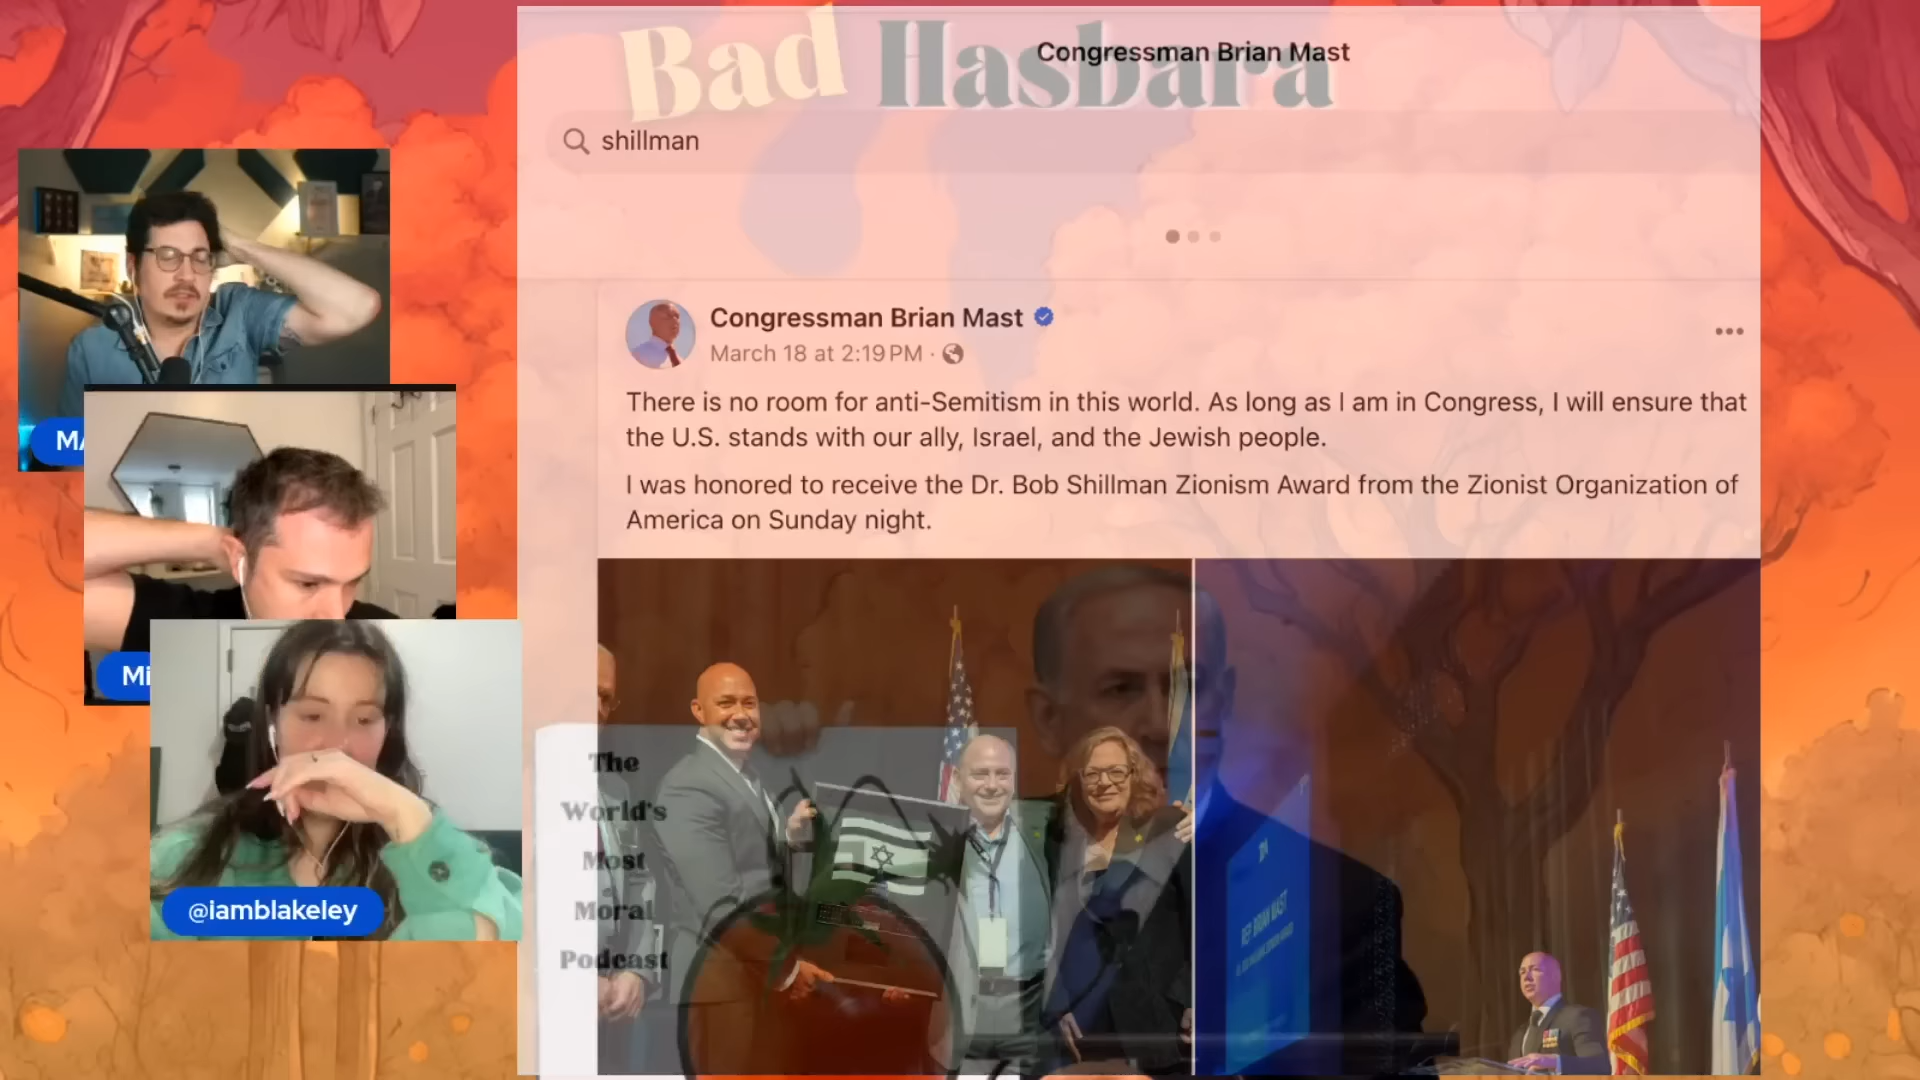 Bad Hasbara
Congressman Brian Mast
shillman
Congressman Brian Mast
March 18 at 2:19 PM ·
There is no room for anti-Semitism in this world. As long as I am in Congress, I will ensure that
the U.S. stands with our ally, Israel, and the Jewish people.
I was honored to receive the Dr. Bob Shillman Zionism Award from the Zionist Organization of
America on Sunday night.
MA
Mi
@iamblakeley
The
World's
Most
Moral
Podcast
REP. BRIAN MAST